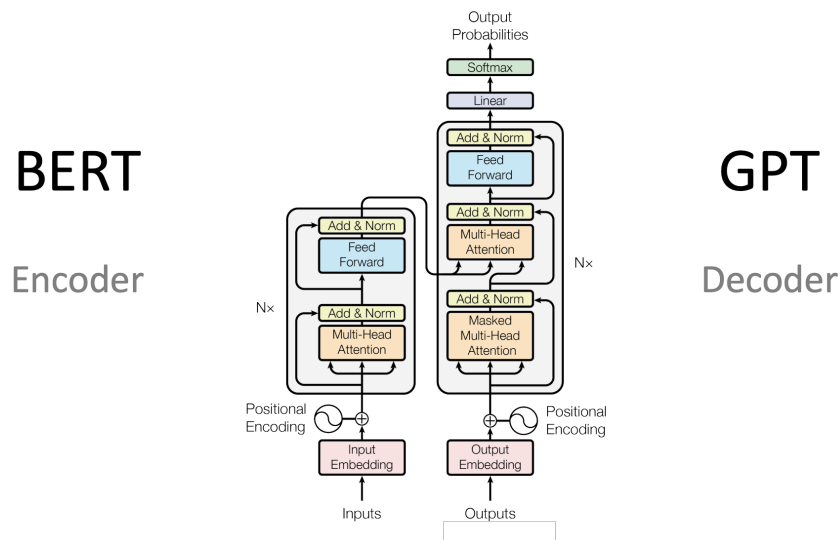 Output
Probabilities
Softmax
Linear
Add & Norm
Feed
Forward
Add & Norm
Multi-Head
Attention
Add & Norm
Masked
Multi-Head
Attention
Nx
Positional
Encoding
Output
Embedding
Outputs
BERT
Encoder
Add & Norm
Feed
Forward
Add & Norm
Multi-Head
Attention
Nx
Positional
Encoding
Input
Embedding
Inputs
GPT
Decoder